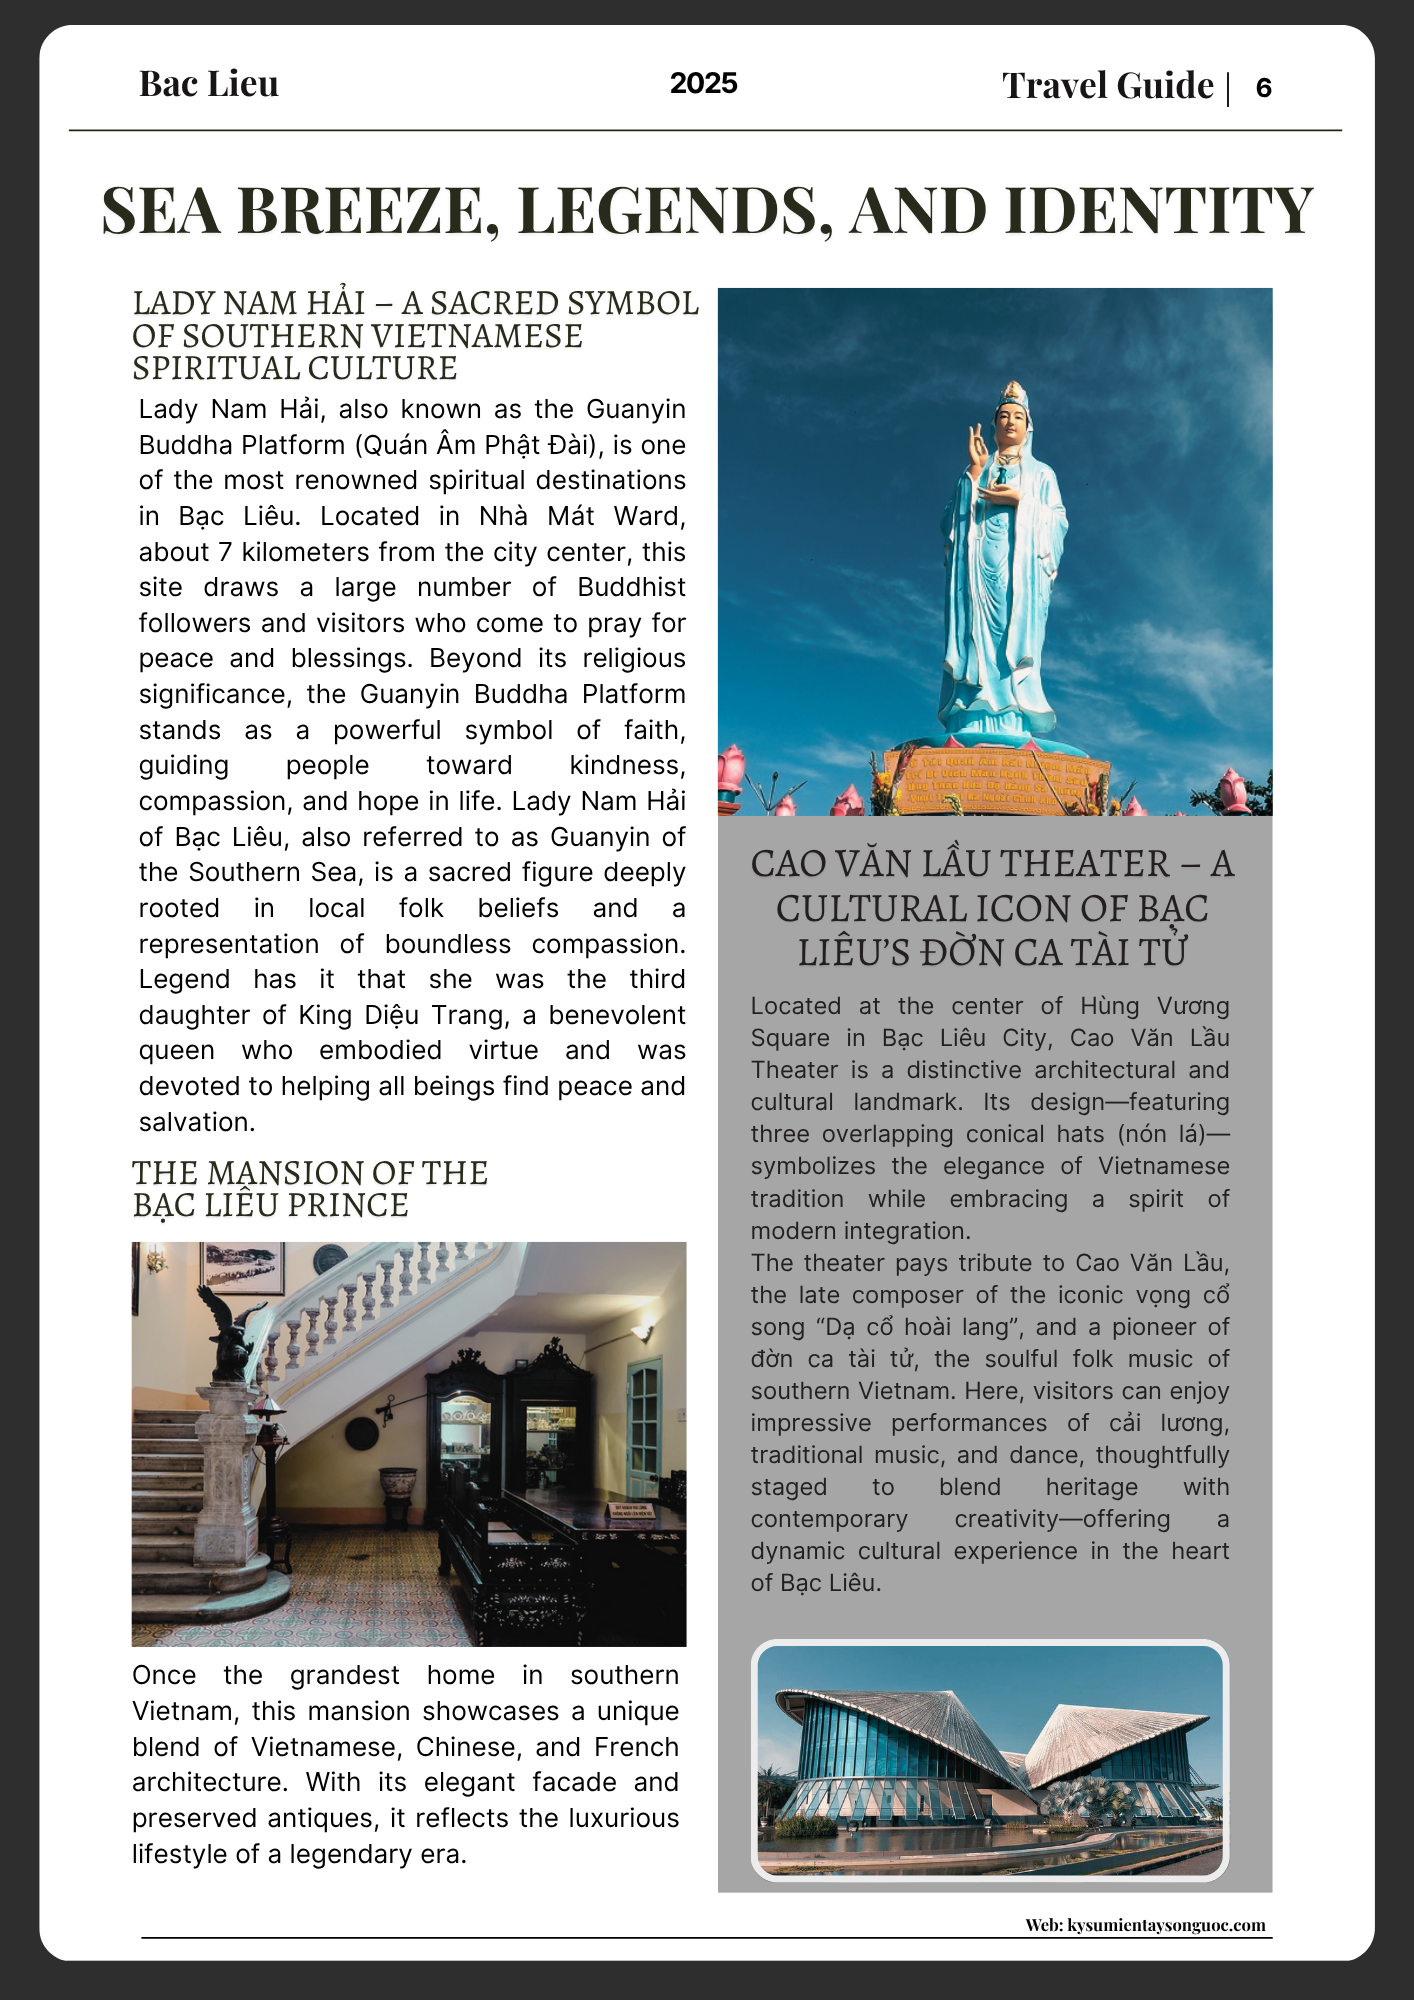 Bac Lieu
2025
Travel Guide | 6
SEA BREEZE, LEGENDS, AND IDENTITY
LADY NAM HẢI – A SACRED SYMBOL
OF SOUTHERN VIETNAMESE
SPIRITUAL CULTURE
Lady Nam Hải, also known as the Guanyin
Buddha Platform (Quán Âm Phật Đài), is one
of the most renowned spiritual destinations
in Bạc Liêu. Located in Nhà Mát Ward,
about 7 kilometers from the city center, this
site draws a large number of Buddhist
followers and visitors who come to pray for
peace and blessings. Beyond its religious
significance, the Guanyin Buddha Platform
stands as a powerful symbol of faith,
guiding people toward kindness,
compassion, and hope in life. Lady Nam Hải
of Bạc Liêu, also referred to as Guanyin of
the Southern Sea, is a sacred figure deeply
rooted in local folk beliefs and a
representation of boundless compassion.
Legend has it that she was the third
daughter of King Diệu Trang, a benevolent
queen who embodied virtue and was
devoted to helping all beings find peace and
salvation.
THE MANSION OF THE
BẠC LIÊU PRINCE
Once the grandest home in southern
Vietnam, this mansion showcases a unique
blend of Vietnamese, Chinese, and French
architecture. With its elegant facade and
preserved antiques, it reflects the luxurious
lifestyle of a legendary era.
CAO VĂN LẦU THEATER – A
CULTURAL ICON OF BẠC
LIÊU’S ĐỜN CA TÀI TỬ
Located at the center of Hùng Vương
Square in Bạc Liêu City, Cao Văn Lầu
Theater is a distinctive architectural and
cultural landmark. Its design—featuring
three overlapping conical hats (nón lá)—
symbolizes the elegance of Vietnamese
tradition while embracing a spirit of
modern integration.
The theater pays tribute to Cao Văn Lầu,
the late composer of the iconic vọng cổ
song “Dạ cổ hoài lang”, and a pioneer of
đờn ca tài tử, the soulful folk music of
southern Vietnam. Here, visitors can enjoy
impressive performances of cải lương,
traditional music, and dance, thoughtfully
staged to blend heritage with
contemporary creativity—offering a
dynamic cultural experience in the heart
of Bạc Liêu.
Web: kysumientaysonguoc.com